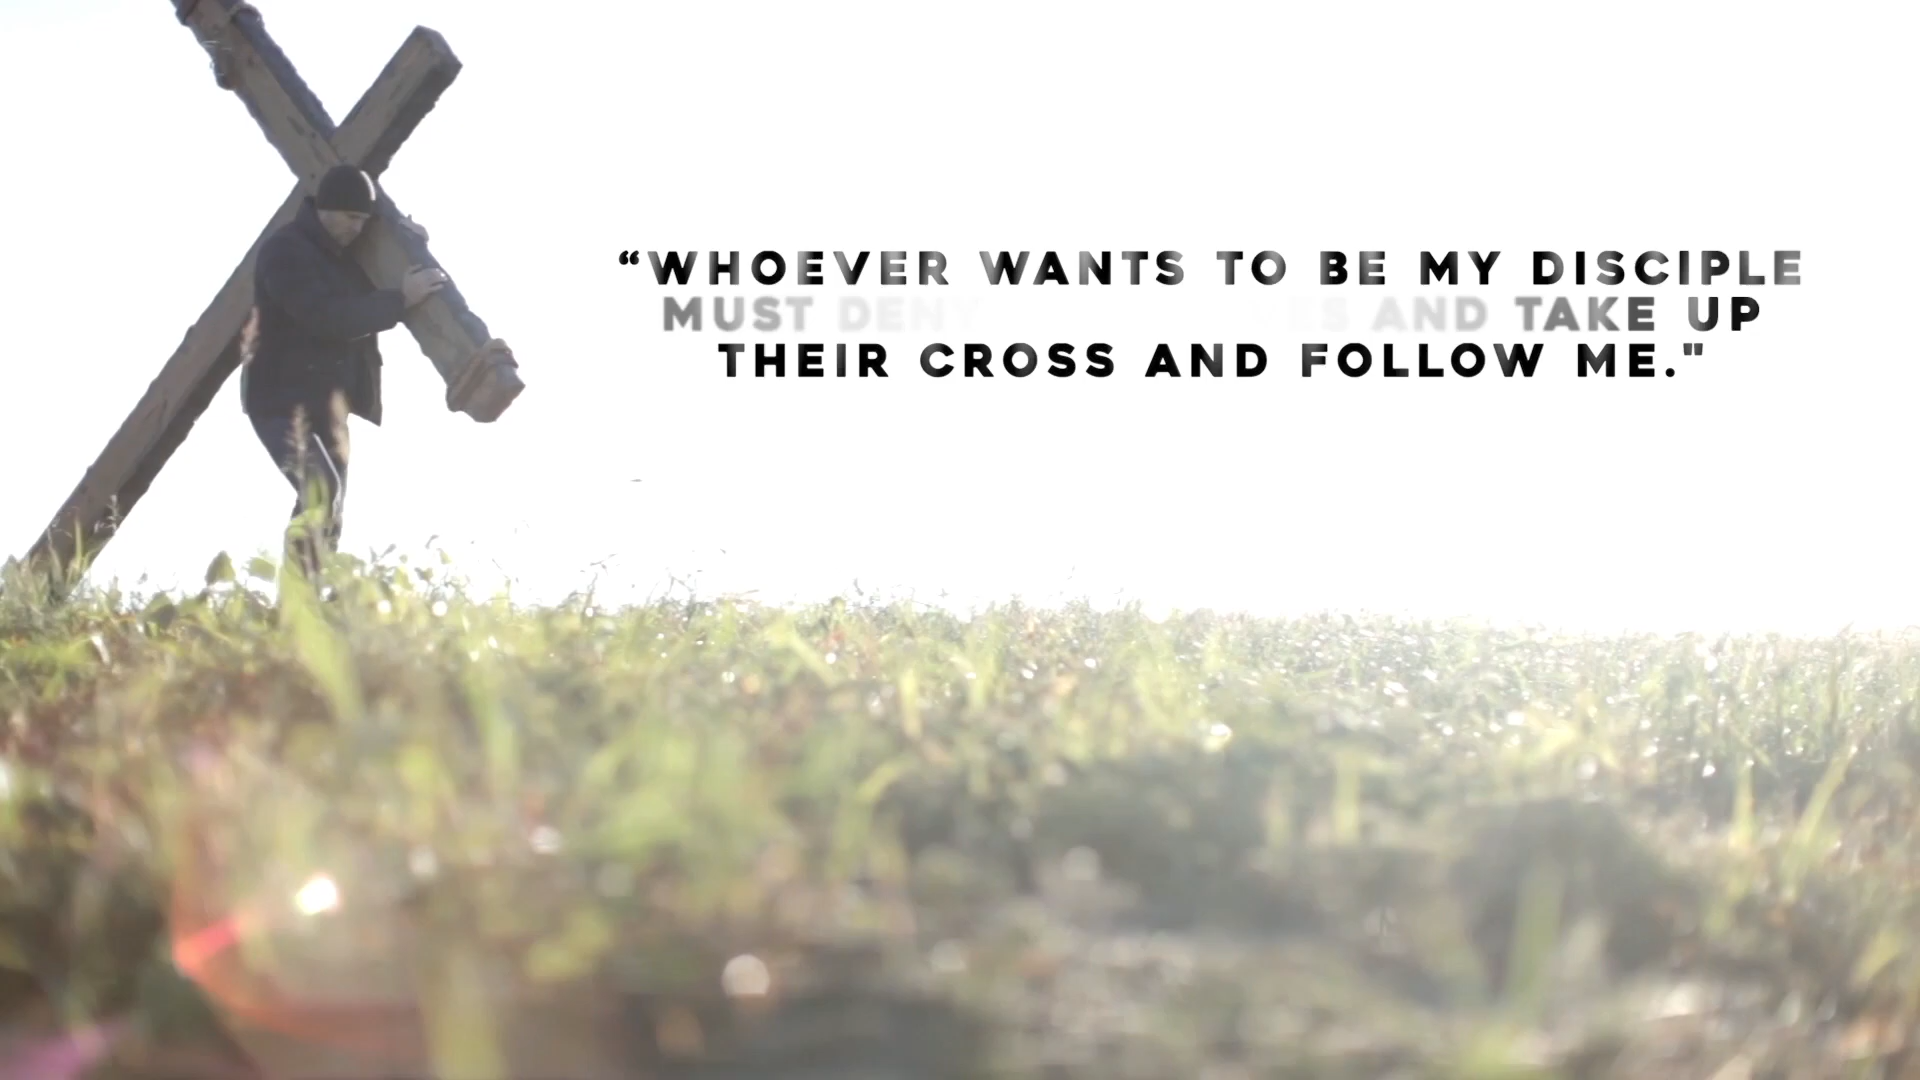 “WHOEVER WANTS TO BE MY DISCIPLE
MUST DENY AND TAKE UP
THEIR CROSS AND FOLLOW ME."